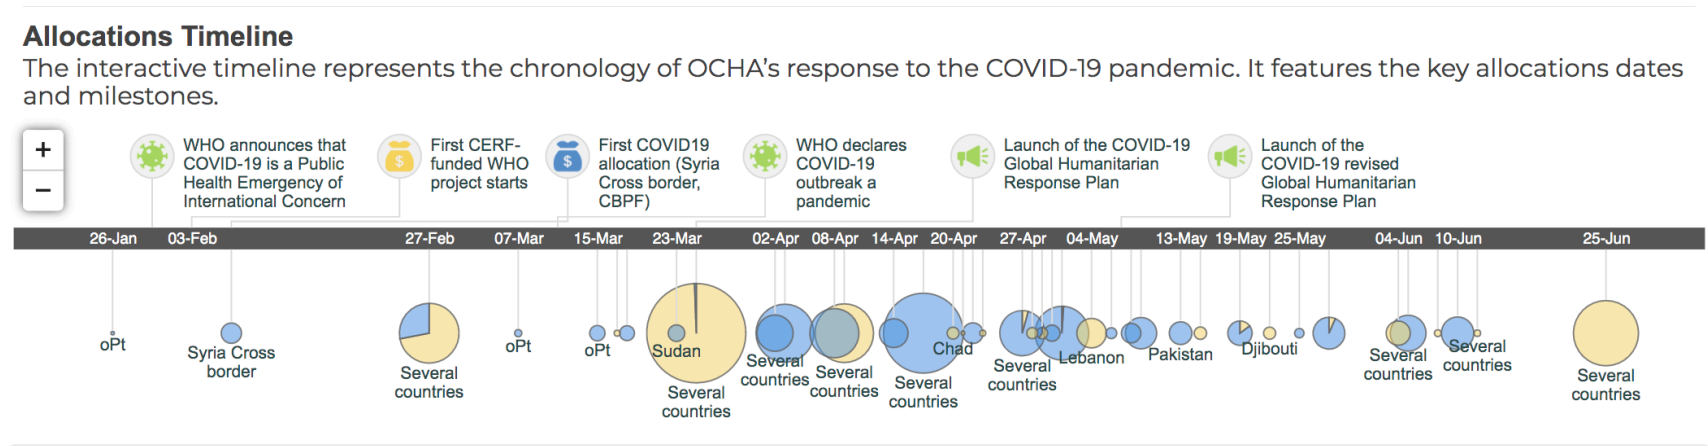 Allocations Timeline
The interactive timeline represents the chronology of OCHA's response to the COVID-19 pandemic. It features the key allocations dates
and milestones.
+
−
WHO announces that
COVID-19 is a Public
Health Emergency of
International Concern
First CERF-
funded WHO
project starts
First COVID19
allocation (Syria
Cross border,
CBPF)
WHO declares
COVID-19
outbreak a
pandemic
Launch of the COVID-19
Global Humanitarian
Response Plan
Launch of the
COVID-19 revised
Global Humanitarian
Response Plan
$
$
26-Jan 03-Feb 27-Feb 07-Mar 15-Mar 23-Mar 02-Apr 08-Apr 14-Apr 20-Apr 27-Apr 04-May 13-May 19-May 25-May 04-Jun 10-Jun 25-Jun
oPt
Syria Cross
border
Several
countries
oPt
oPt
Sudan
Several
countries
Several
countries
Several
countries
Several
countries
Chad
Several
countries
Lebanon
Pakistan
Djibouti
Several
countries
Several
countries
Several
countries